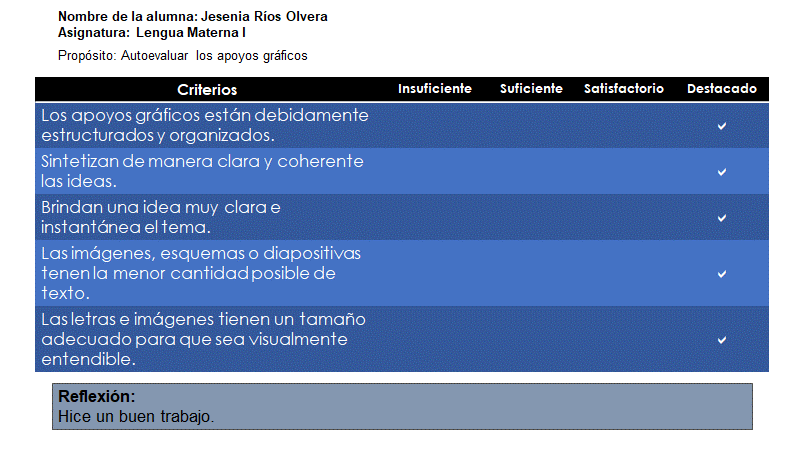 Nombre de la alumna: Jesenia Ríos Olvera
Asignatura: Lengua Materna I
Propósito: Autoevaluar los apoyos gráficos
Criterios Insuficiente Suficiente Satisfactorio Destacado
Los apoyos gráficos están debidamente
estructurados y organizados.
✓
Sintetizan de manera clara y coherente
las ideas.
✓
Brindan una idea muy clara e
instantánea el tema.
✓
Las imágenes, esquemas o diapositivas
tienen la menor cantidad posible de
texto.
✓
Las letras e imágenes tienen un tamaño
adecuado para que sea visualmente
entendible.
✓
Reflexión:
Hice un buen trabajo.